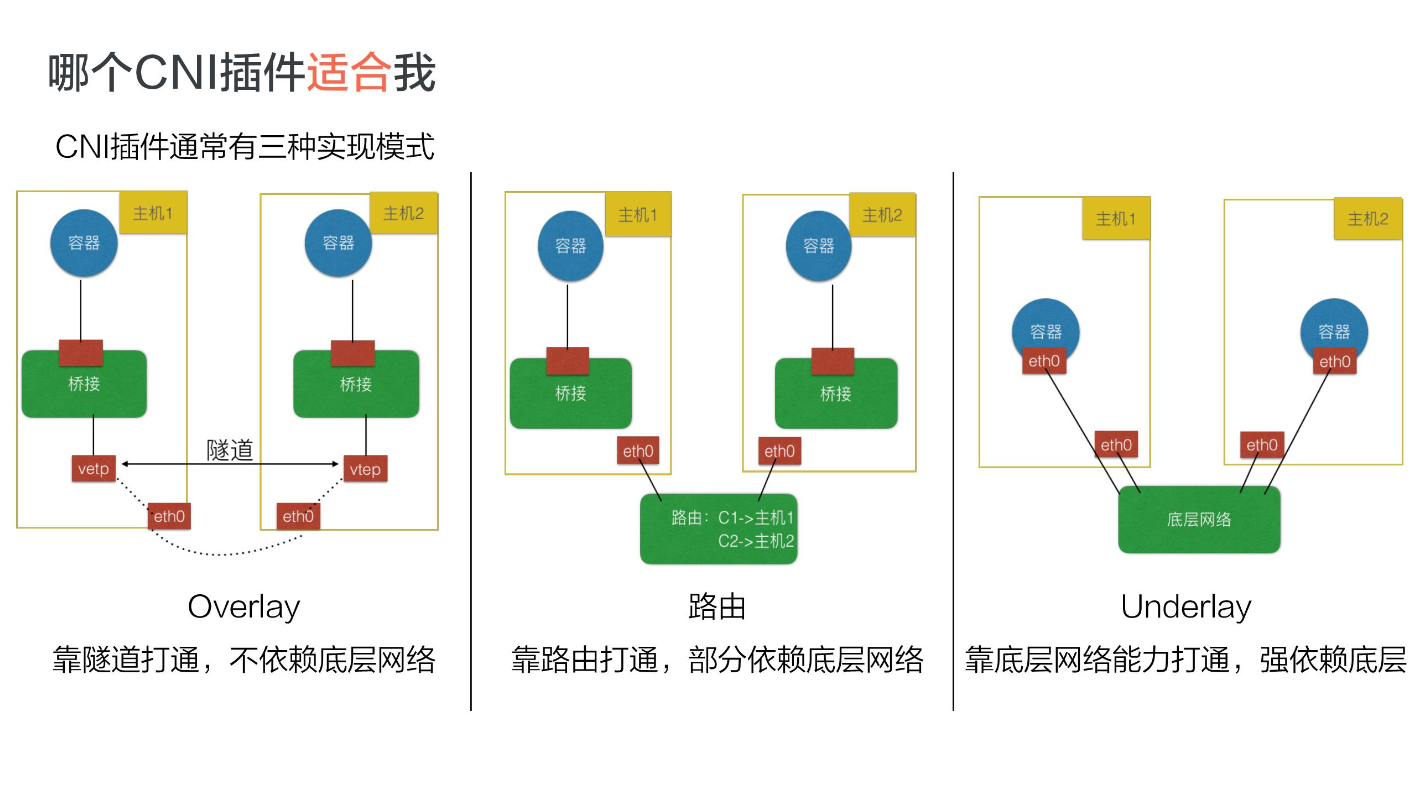 哪个CNI插件适合我
CNI插件通常有三种实现模式
主机1
容器
桥接
vetp
eth0
隧道
主机2
容器
桥接
vtep
eth0
Overlay
靠隧道打通，不依赖底层网络
主机1
容器
桥接
eth0
主机2
容器
桥接
eth0
路由：C1->主机1
C2->主机2
路由
靠路由打通，部分依赖底层网络
主机1
容器
eth0
eth0
主机2
容器
eth0
eth0
底层网络
Underlay
靠底层网络能力打通，强依赖底层